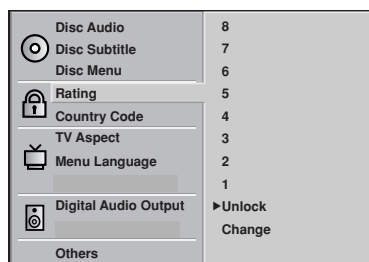 Disc Audio
Disc Subtitle
Disc Menu
Rating
Country Code
TV Aspect
Menu Language
Digital Audio Output
Others
8
7
6
5
4
3
2
1
►Unlock
Change